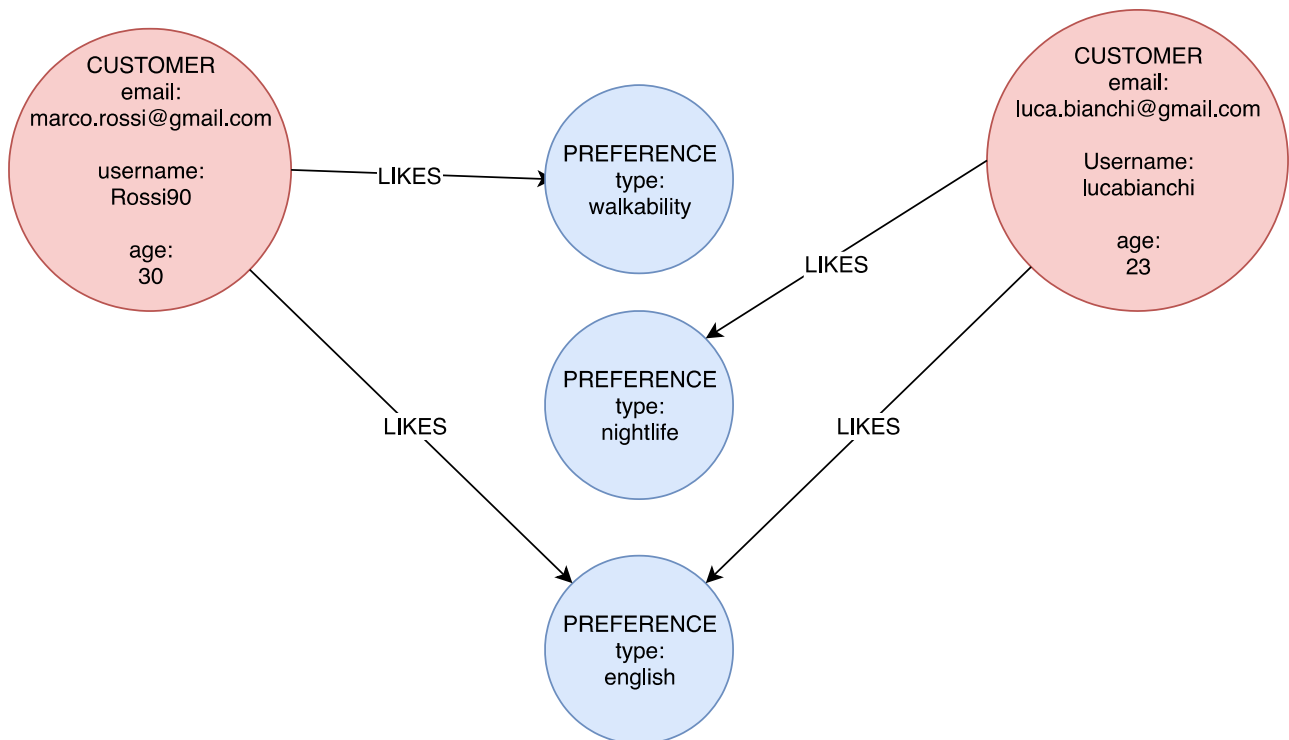 CUSTOMER
email:
marco.rossi@gmail.com
username:
Rossi90
age:
30
LIKES
PREFERENCE
type:
walkability
CUSTOMER
email:
luca.bianchi@gmail.com
Username:
lucabianchi
age:
23
LIKES
PREFERENCE
type:
nightlife
LIKES
LIKES
PREFERENCE
type:
english